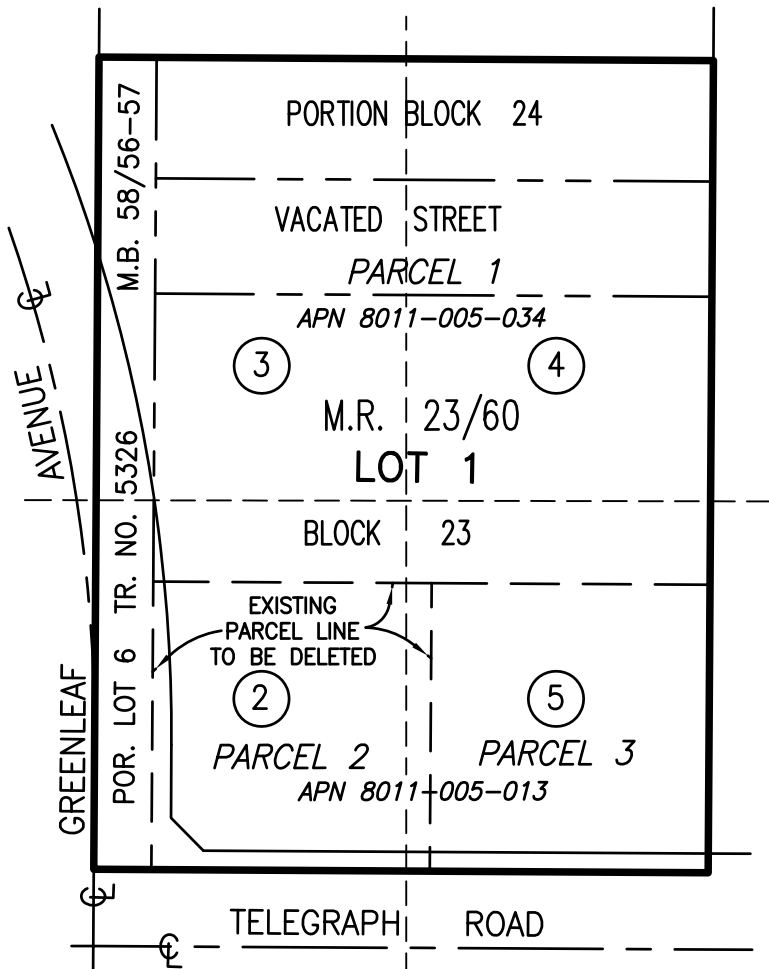 PORTION BLOCK 24
VACATED STREET
PARCEL 1
APN 8011-005-034
3
4
M.R. 23/60
LOT 1
BLOCK 23
EXISTING
PARCEL LINE
TO BE DELETED
2
5
PARCEL 2
PARCEL 3
APN 8011-005-013
POR. LOT 6 TR. NO. 5326 M.B. 58/56-57
GREENLEAF AVENUE ℄
℄
℄
TELEGRAPH ROAD